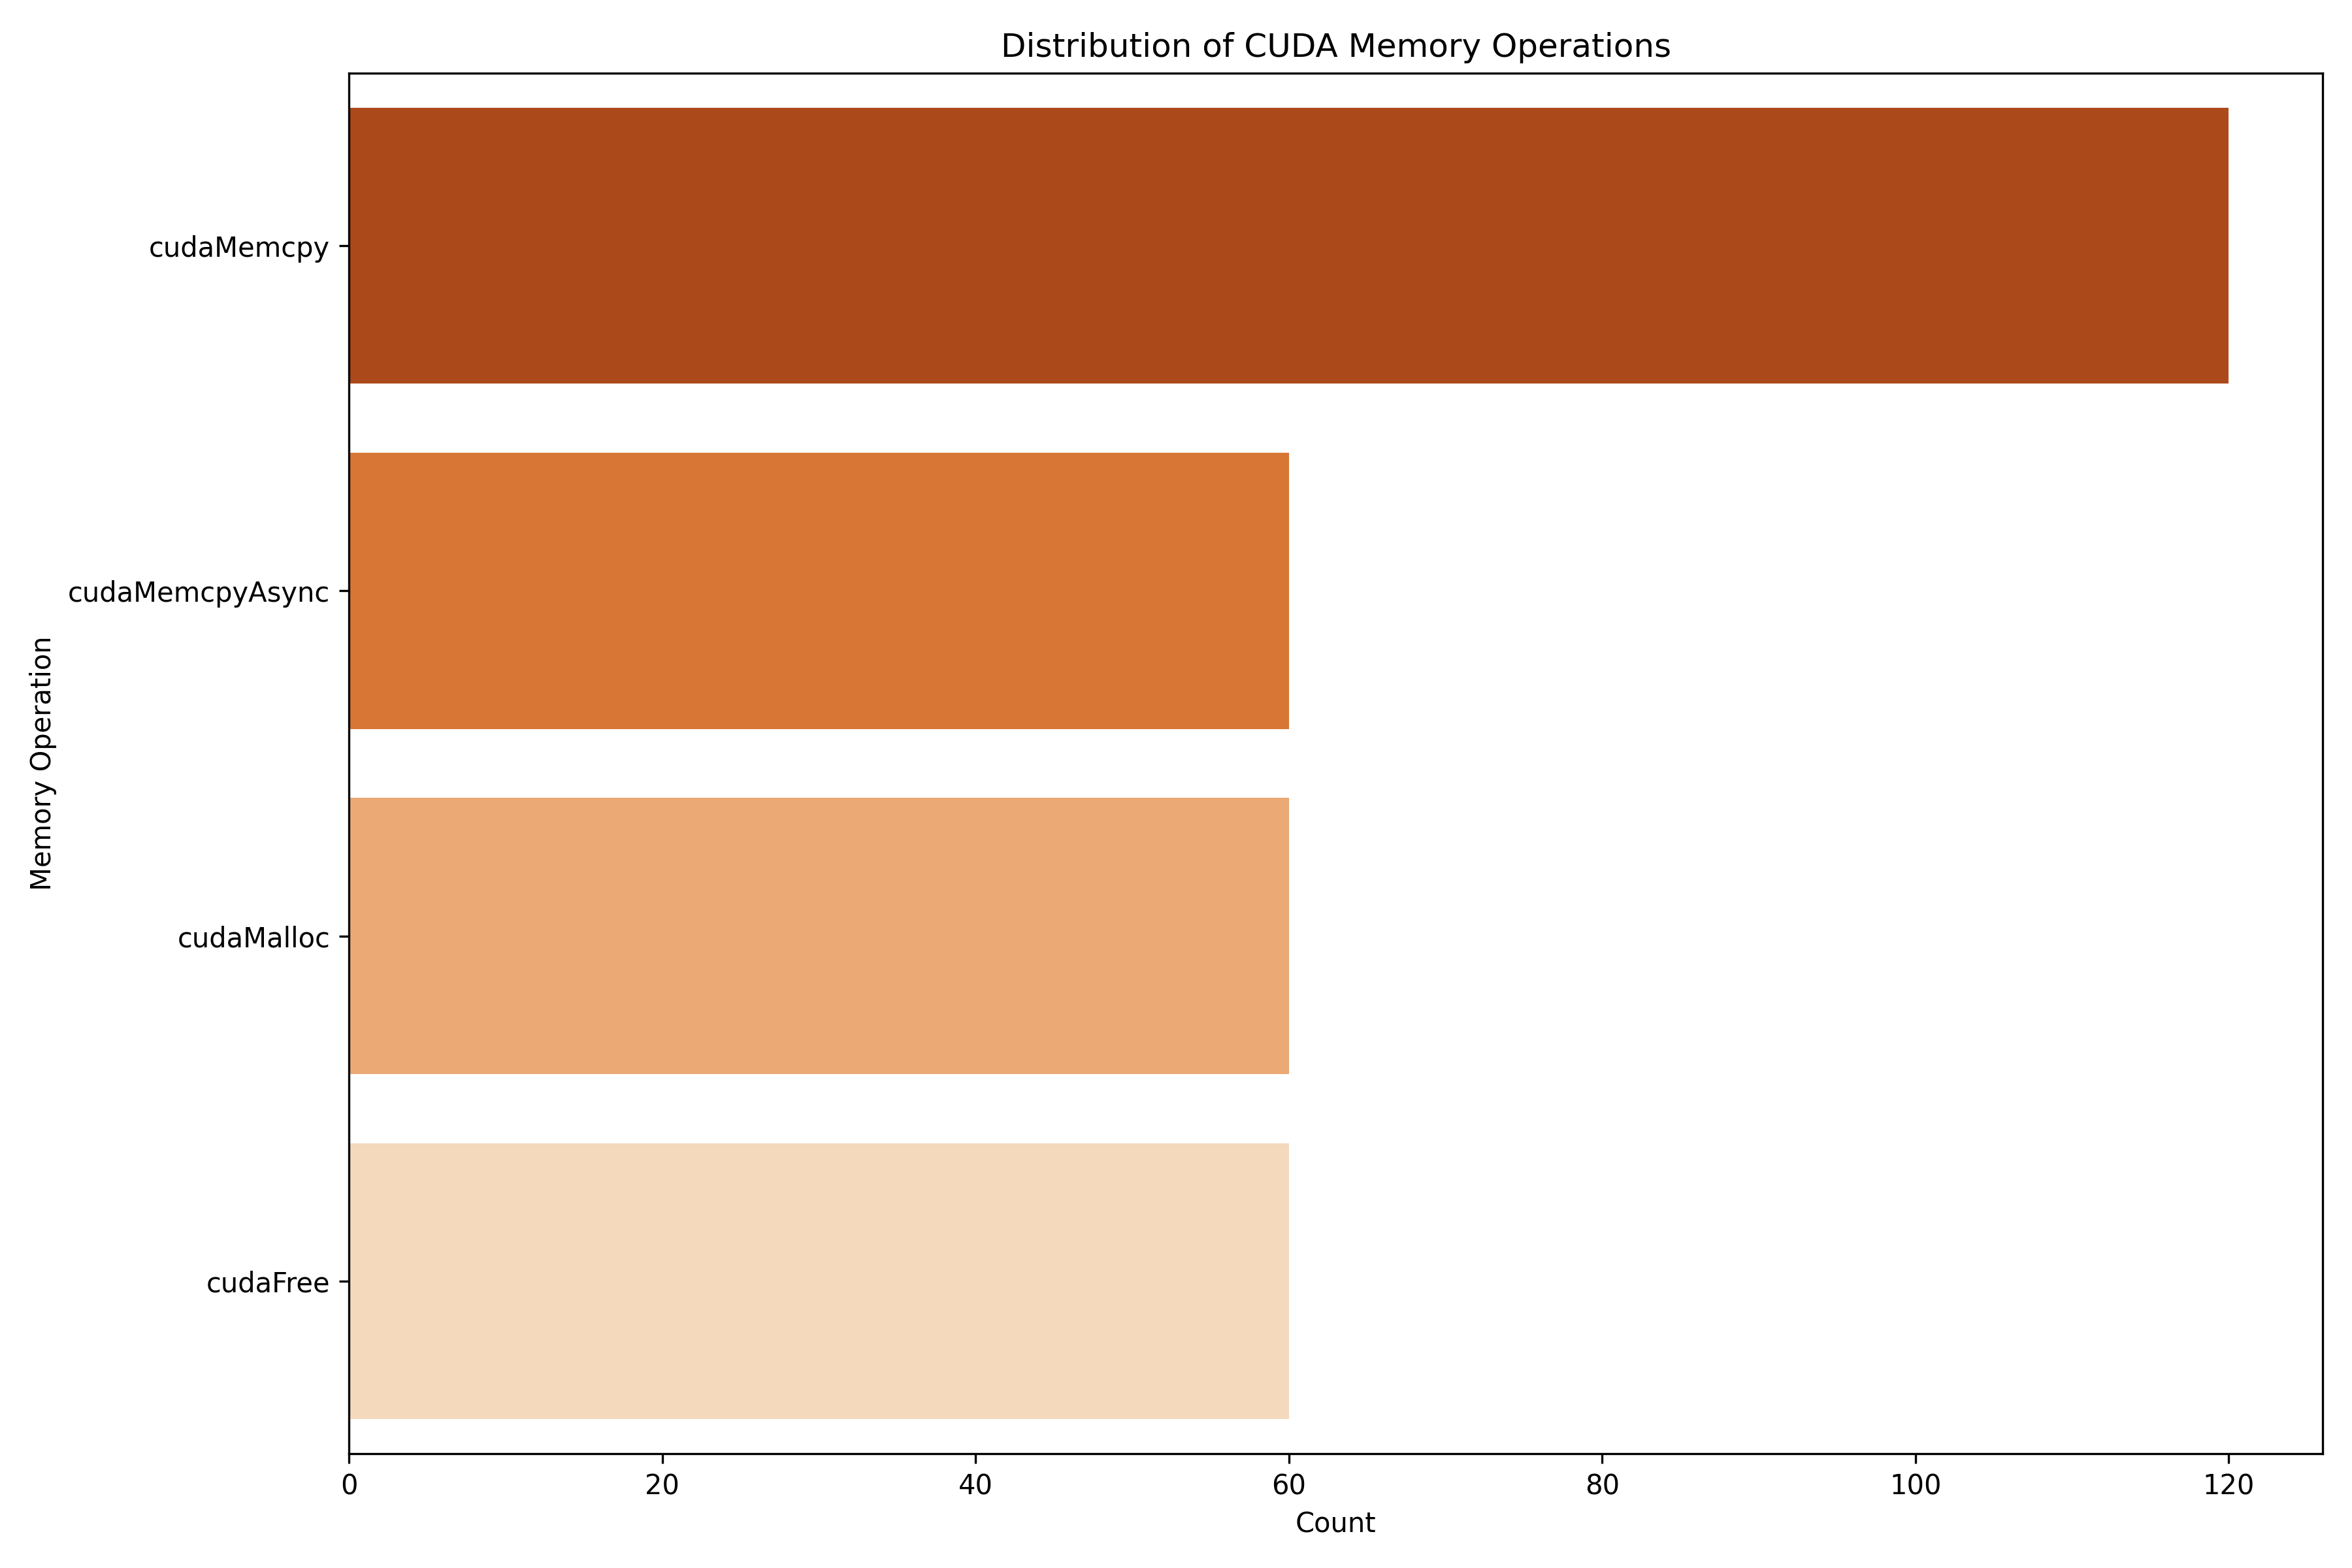 Distribution of CUDA Memory Operations
cudaMemcpy
cudaMemcpyAsync
cudaMalloc
cudaFree
Memory Operation
0 20 40 60 80 100 120
Count